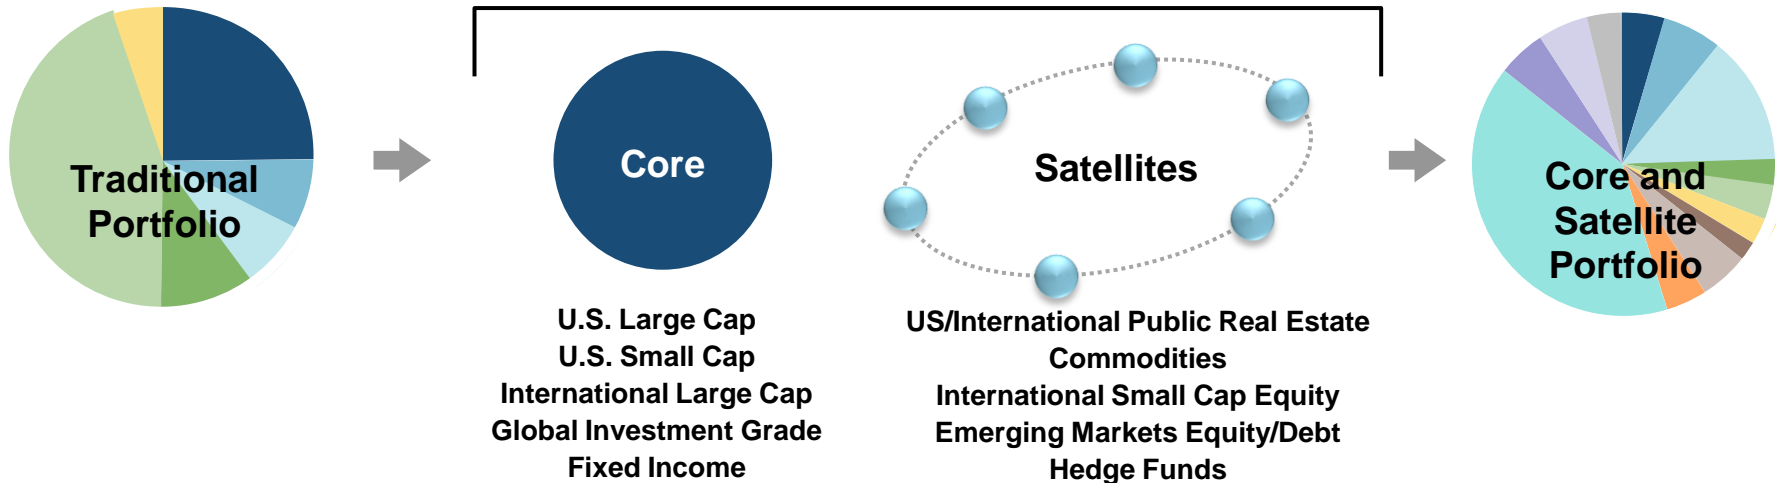 Traditional
Portfolio
Core
U.S. Large Cap
U.S. Small Cap
International Large Cap
Global Investment Grade
Fixed Income
Satellites
US/International Public Real Estate
Commodities
International Small Cap Equity
Emerging Markets Equity/Debt
Hedge Funds
Core and
Satellite
Portfolio